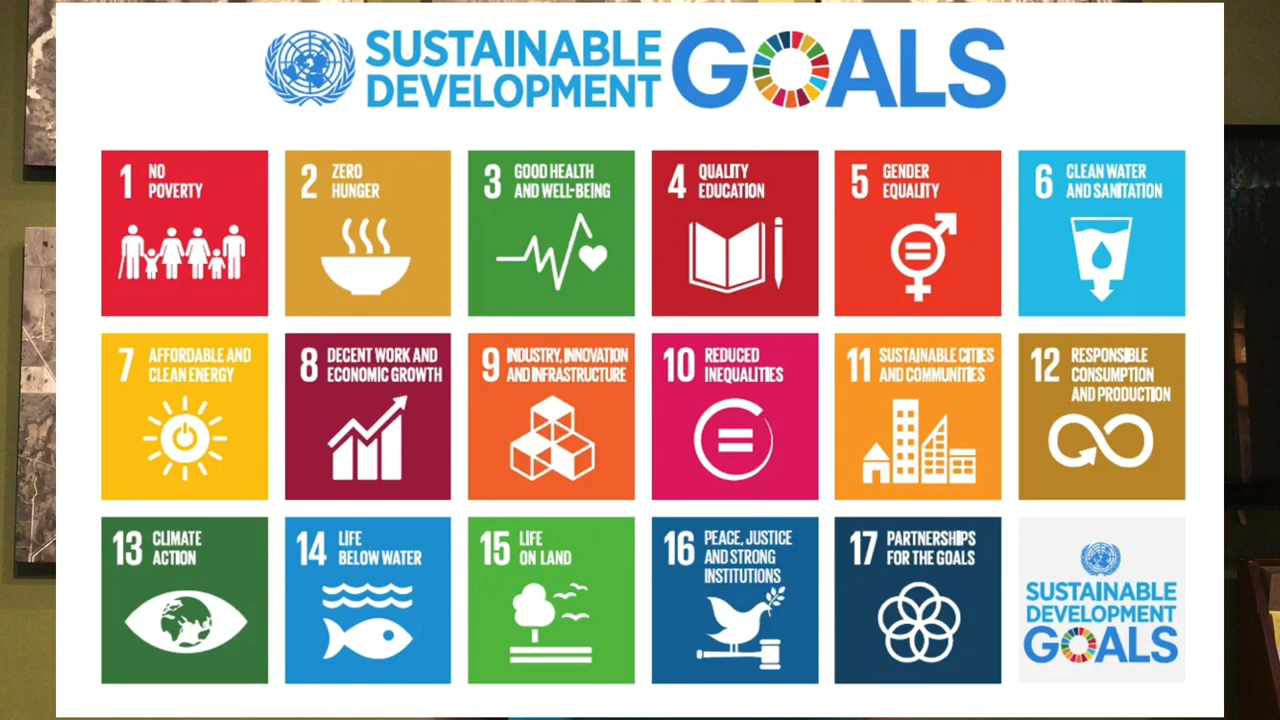 SUSTAINABLE
DEVELOPMENT
GOALS
1 NO
POVERTY
2 ZERO
HUNGER
3 GOOD HEALTH
AND WELL-BEING
4 QUALITY
EDUCATION
5 GENDER
EQUALITY
6 CLEAN WATER
AND SANITATION
7 AFFORDABLE AND
CLEAN ENERGY
8 DECENT WORK AND
ECONOMIC GROWTH
9 INDUSTRY, INNOVATION
AND INFRASTRUCTURE
10 REDUCED
INEQUALITIES
11 SUSTAINABLE CITIES
AND COMMUNITIES
12 RESPONSIBLE
CONSUMPTION
AND PRODUCTION
13 CLIMATE
ACTION
14 LIFE
BELOW WATER
15 LIFE
ON LAND
16 PEACE, JUSTICE
AND STRONG
INSTITUTIONS
17 PARTNERSHIPS
FOR THE GOALS
SUSTAINABLE
DEVELOPMENT
GOALS